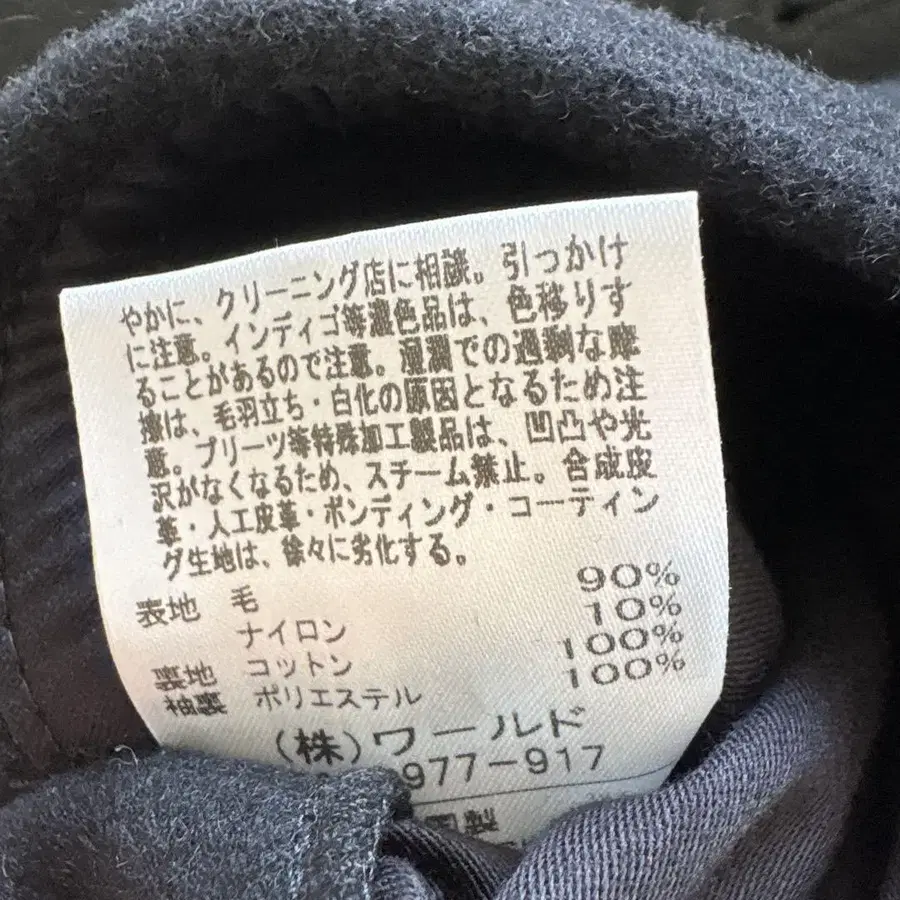 やかに、クリーニング店に相談。引っかけ
に注意。インディゴ等濃色品は、色移りす
ることがあるので注意。湿潤での過剰な摩
擦は、毛羽立ち・白化の原因となるため注
意。プリーツ等特殊加工製品は、凹凸や光
沢がなくなるため、スチーム禁止。合成皮
革・人工皮革・ボンディング・コーティン
グ生地は、徐々に劣化する。
表地 毛 90%
ナイロン 10%
裏地 コットン 100%
袖裏 ポリエステル 100%
(株)ワールド
977-917
国製